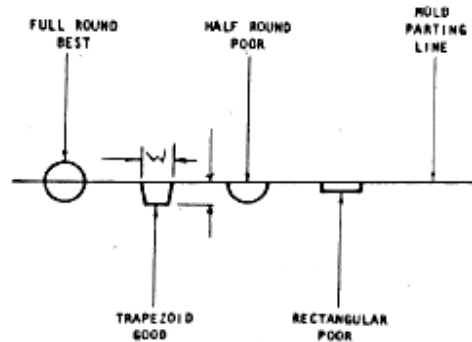 FULL ROUND
BEST
HALF ROUND
POOR
MOLD
PARTING
LINE
W
TRAPEZOID
GOOD
RECTANGULAR
POOR